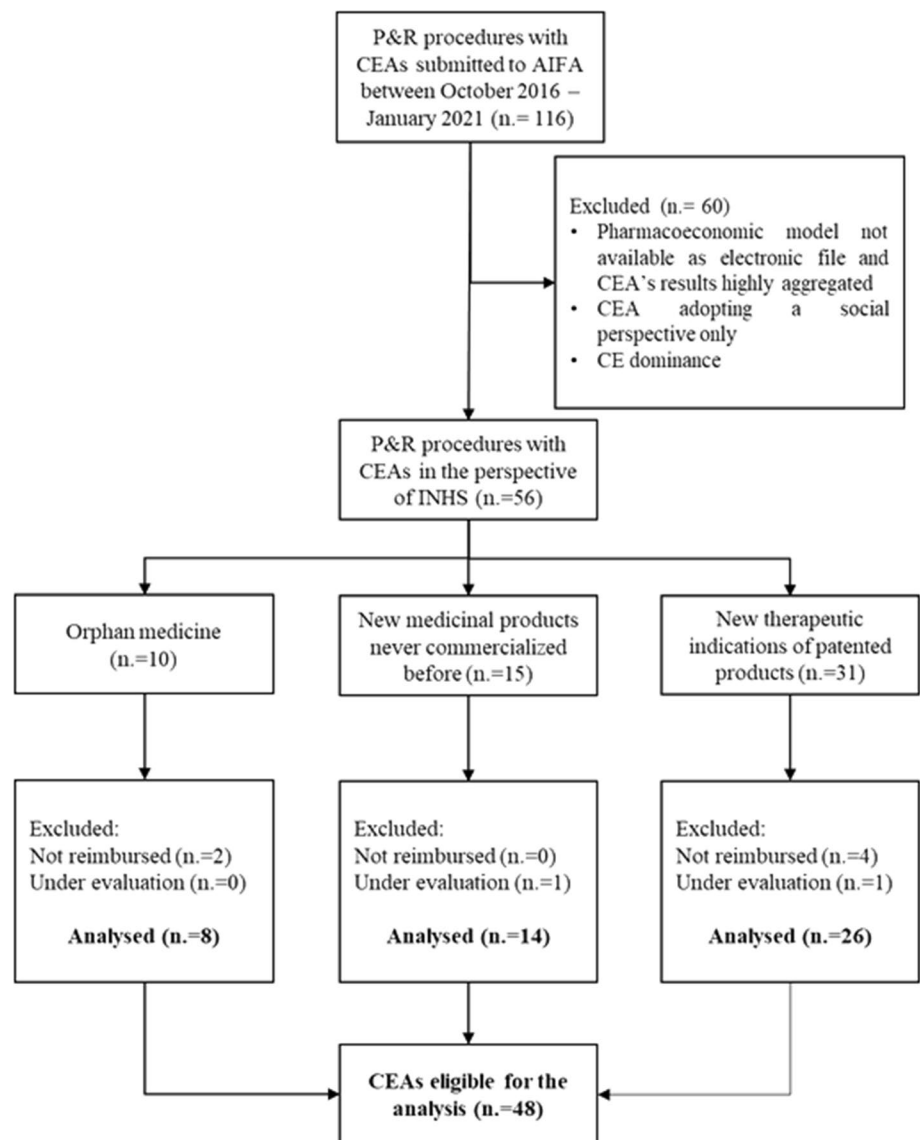 P&R procedures with
CEAs submitted to AIFA
between October 2016 –
January 2021 (n.= 116)
Excluded (n.= 60)
• Pharmacoeconomic model not
available as electronic file and
CEA`s results highly aggregated
• CEA adopting a social
perspective only
• CE dominance
P&R procedures with
CEAs in the perspective
of INHS (n.=56)
Orphan medicine
(n.=10)
New medicinal products
never commercialized
before (n.=15)
New therapeutic
indications of patented
products (n.=31)
Excluded:
Not reimbursed (n.=2)
Under evaluation (n.=0)
Analysed (n.=8)
Excluded:
Not reimbursed (n.=0)
Under evaluation (n.=1)
Analysed (n.=14)
Excluded:
Not reimbursed (n.=4)
Under evaluation (n.=1)
Analysed (n.=26)
CEAs eligible for the
analysis (n.=48)